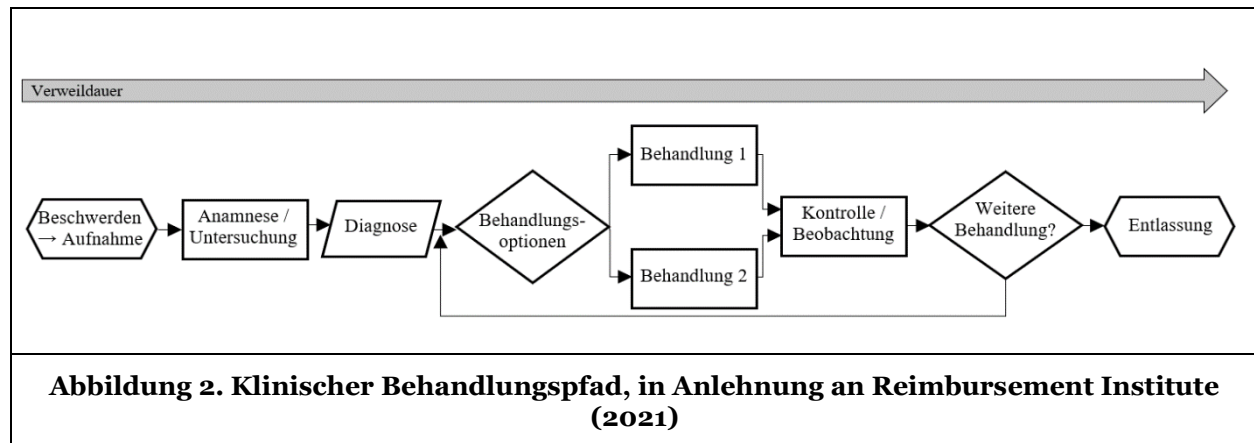 Verweildauer
Beschwerden
→ Aufnahme
Anamnese /
Untersuchung
Diagnose
Behandlungs-
optionen
Behandlung 1
Behandlung 2
Kontrolle /
Beobachtung
Weitere
Behandlung?
Entlassung
Abbildung 2. Klinischer Behandlungspfad, in Anlehnung an Reimbursement Institute
(2021)